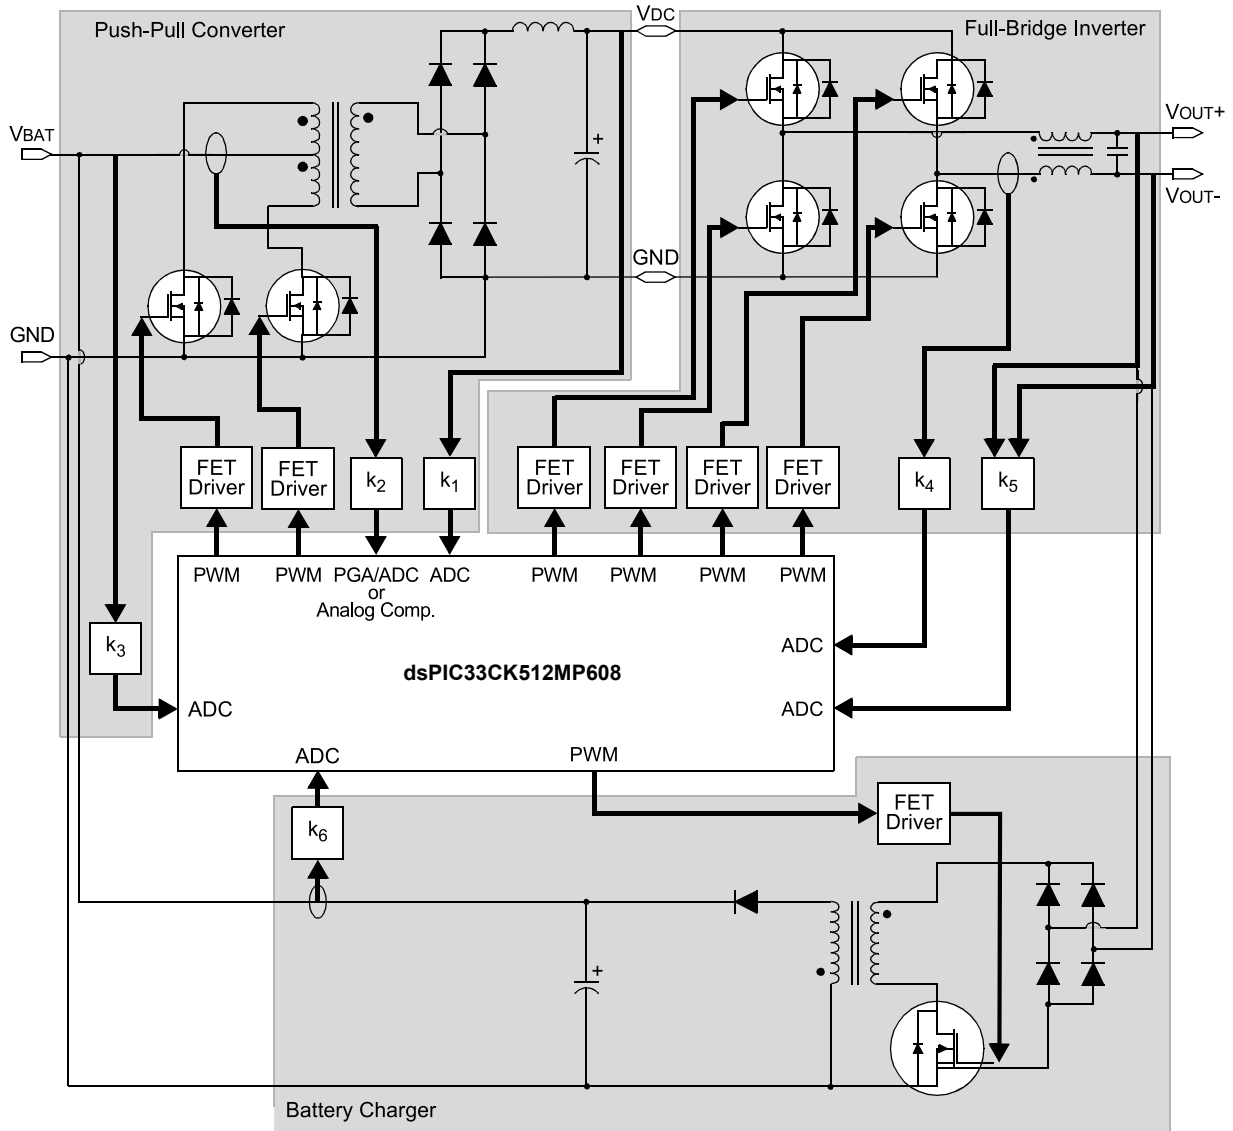 Push-Pull Converter
VDC
Full-Bridge Inverter
VBAT
VOUT+
VOUT-
+
GND
GND
FET
Driver
FET
Driver
k2
k1
FET
Driver
FET
Driver
FET
Driver
FET
Driver
k4
k5
PWM
PWM
PGA/ADC
or
Analog Comp.
ADC
PWM
PWM
PWM
PWM
k3
ADC
dsPIC33CK512MP608
ADC
ADC
ADC
PWM
k6
FET
Driver
+
Battery Charger